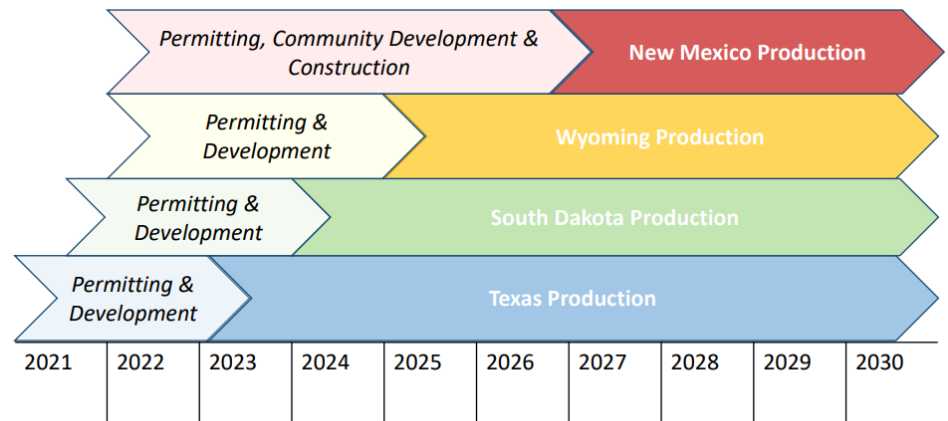 Permitting, Community Development &
Construction
New Mexico Production
Permitting &
Development
Wyoming Production
Permitting &
Development
South Dakota Production
Permitting &
Development
Texas Production
2021 2022 2023 2024 2025 2026 2027 2028 2029 2030